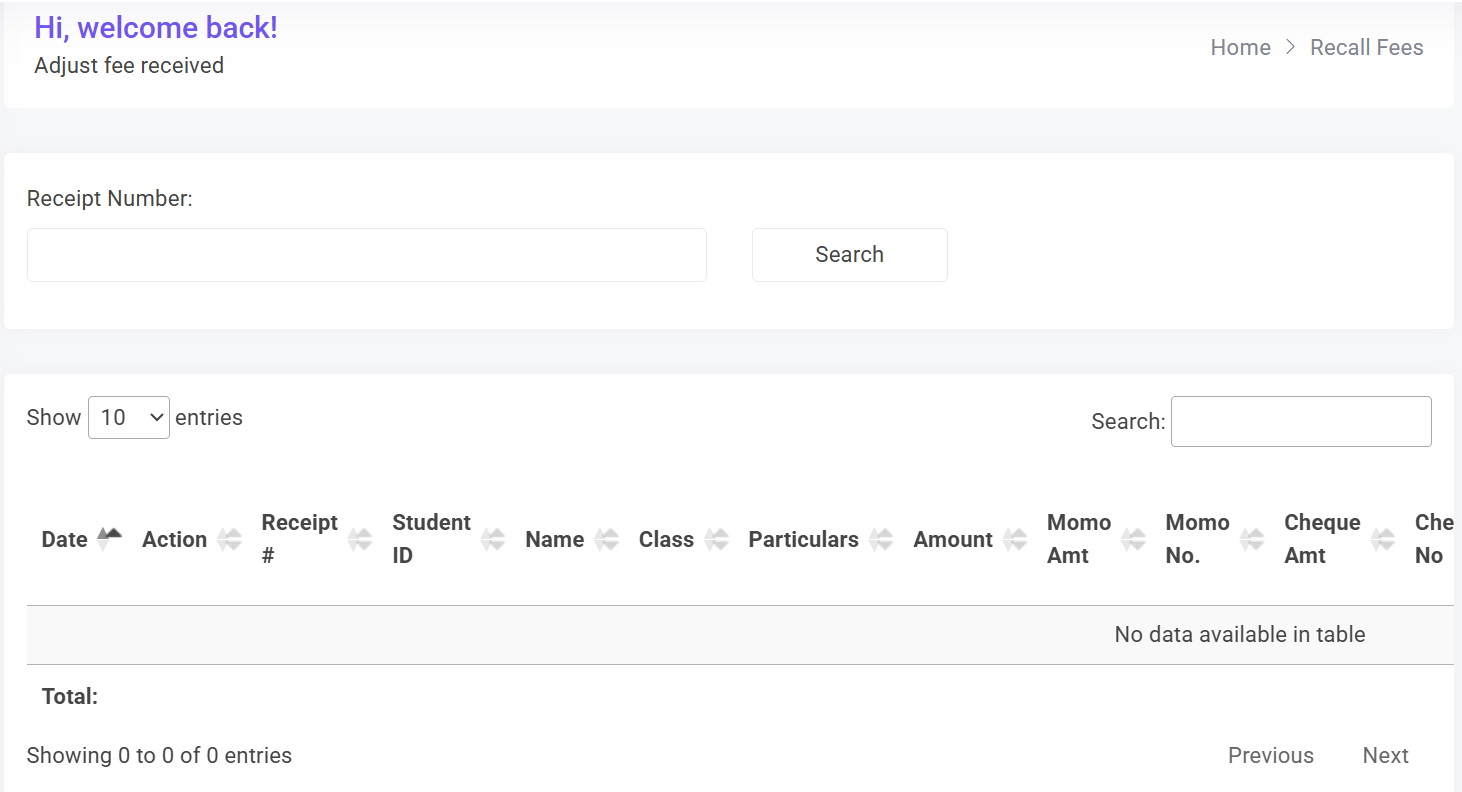 Hi, welcome back!
Adjust fee received
Home > Recall Fees
Receipt Number:
Search
Show 10 entries
Search:
Date Action Receipt # Student ID Name Class Particulars Amount Momo Amt Momo No. Cheque Amt Che No
No data available in table
Total:
Showing 0 to 0 of 0 entries
Previous Next